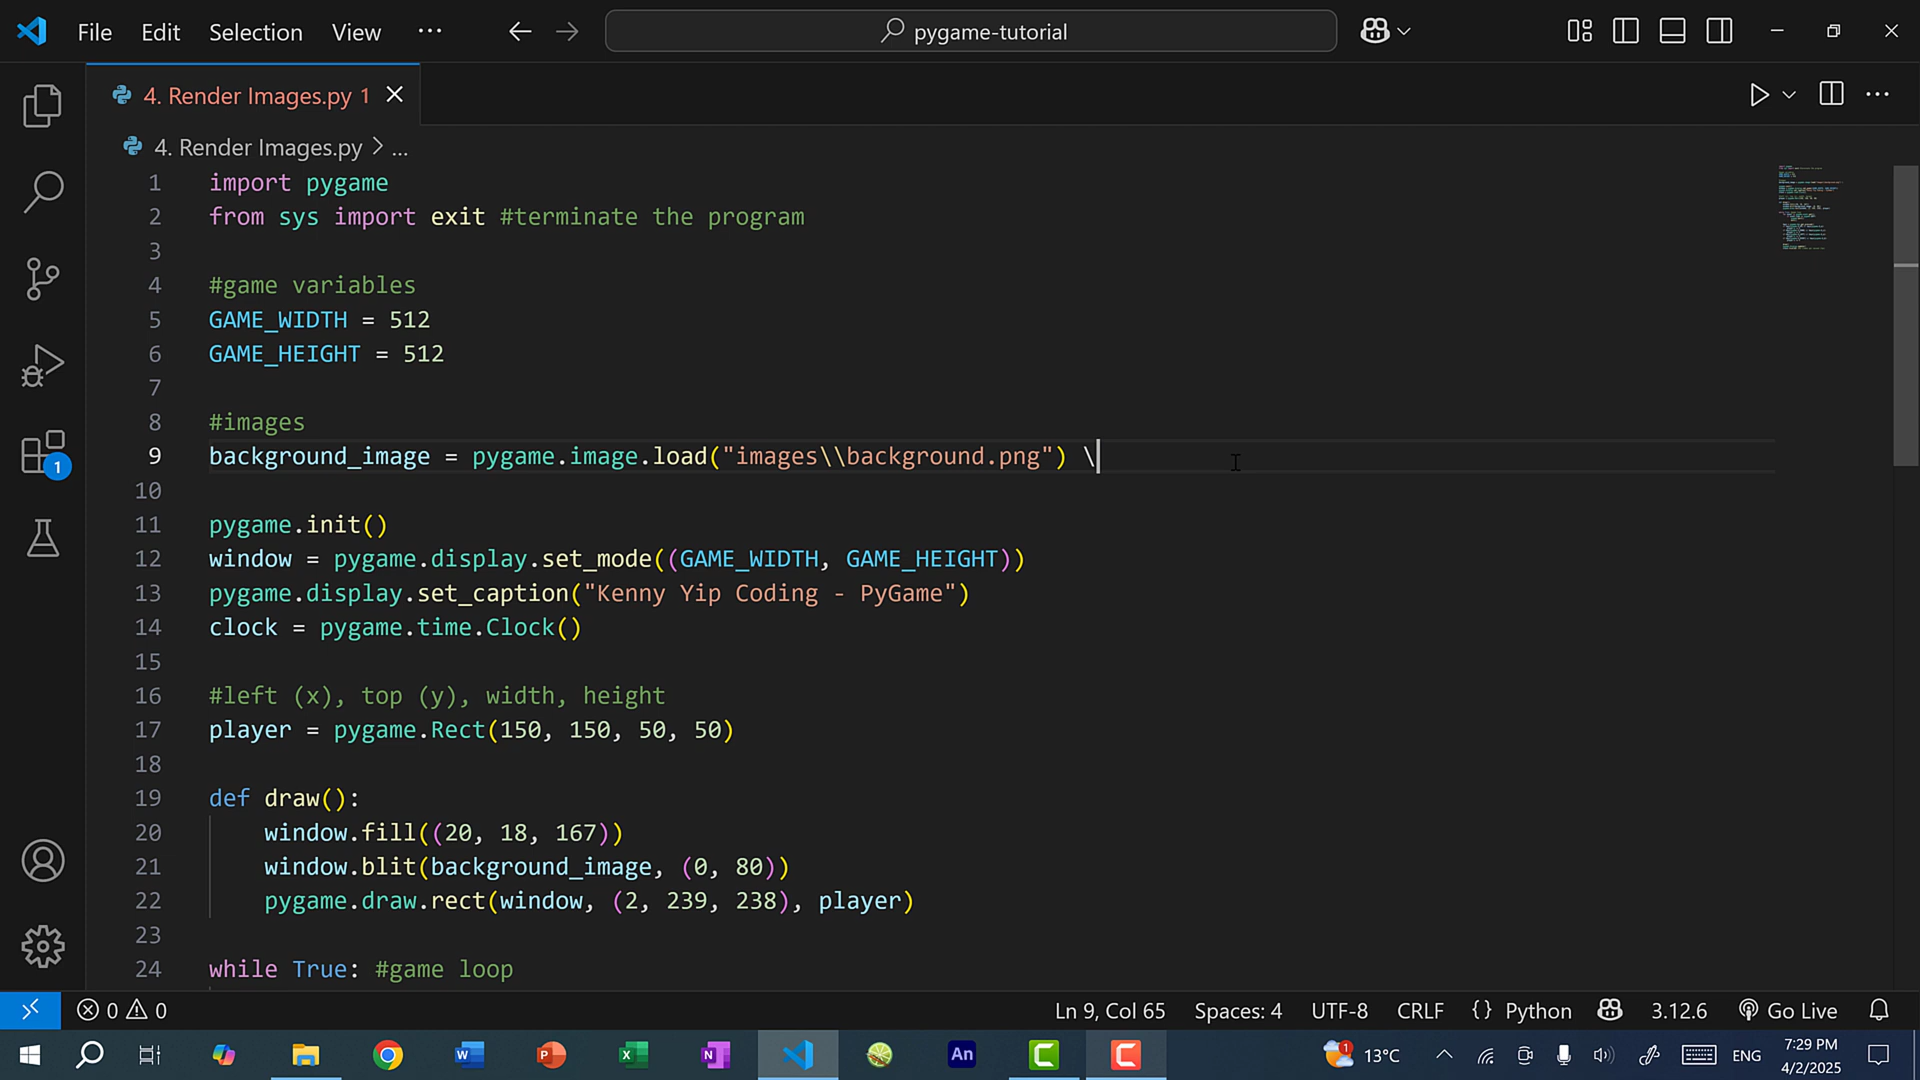 File Edit Selection View ··· pygame-tutorial
4. Render Images.py 1
4. Render Images.py > ...
1 import pygame
2 from sys import exit #terminate the program
3
4 #game variables
5 GAME_WIDTH = 512
6 GAME_HEIGHT = 512
7
8 #images
9 background_image = pygame.image.load("images\\background.png") \
10
11 pygame.init()
12 window = pygame.display.set_mode((GAME_WIDTH, GAME_HEIGHT))
13 pygame.display.set_caption("Kenny Yip Coding - PyGame")
14 clock = pygame.time.Clock()
15
16 #left (x), top (y), width, height
17 player = pygame.Rect(150, 150, 50, 50)
18
19 def draw():
20 window.fill((20, 18, 167))
21 window.blit(background_image, (0, 80))
22 pygame.draw.rect(window, (2, 239, 238), player)
23
24 while True: #game loop
1
0 0 Ln 9, Col 65 Spaces: 4 UTF-8 CRLF {} Python 3.12.6 Go Live
W P X N An 1 13°C ENG 7:29 PM
4/2/2025